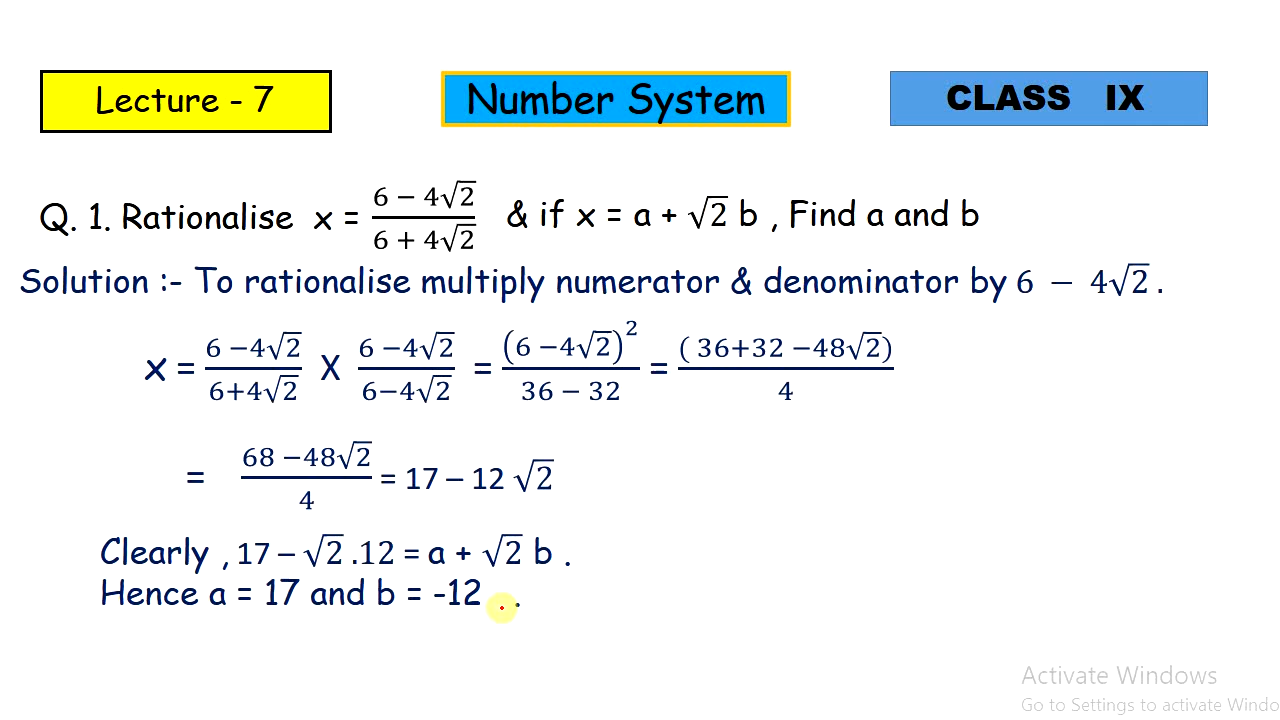 Lecture - 7
Number System
CLASS IX
Q. 1. Rationalise x = (6 − 4√2)/(6 + 4√2) & if x = a + √2 b , Find a and b
Solution :- To rationalise multiply numerator & denominator by 6 − 4√2 .
x = (6 −4√2)/(6+4√2) X (6 −4√2)/(6−4√2) = (6 −4√2)²/(36 − 32) = ( 36+32 −48√2)/4
= (68 −48√2)/4 = 17 – 12 √2
Clearly , 17 – √2 .12 = a + √2 b .
Hence a = 17 and b = -12 .
Activate Windows
Go to Settings to activate Windo